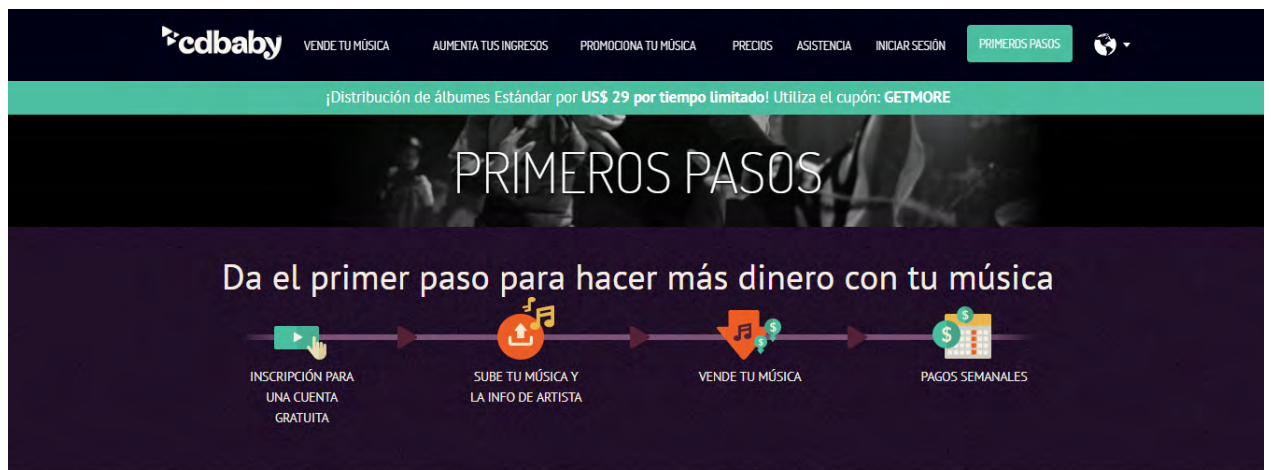 cdbaby VENDE TU MÚSICA AUMENTA TUS INGRESOS PROMOCIONA TU MÚSICA PRECIOS ASISTENCIA INICIAR SESIÓN PRIMEROS PASOS
¡Distribución de álbumes Estándar por US$ 29 por tiempo limitado! Utiliza el cupón: GETMORE
PRIMEROS PASOS
Da el primer paso para hacer más dinero con tu música
INSCRIPCIÓN PARA
UNA CUENTA
GRATUITA
SUBE TU MÚSICA Y
LA INFO DE ARTISTA
VENDE TU MÚSICA
PAGOS SEMANALES